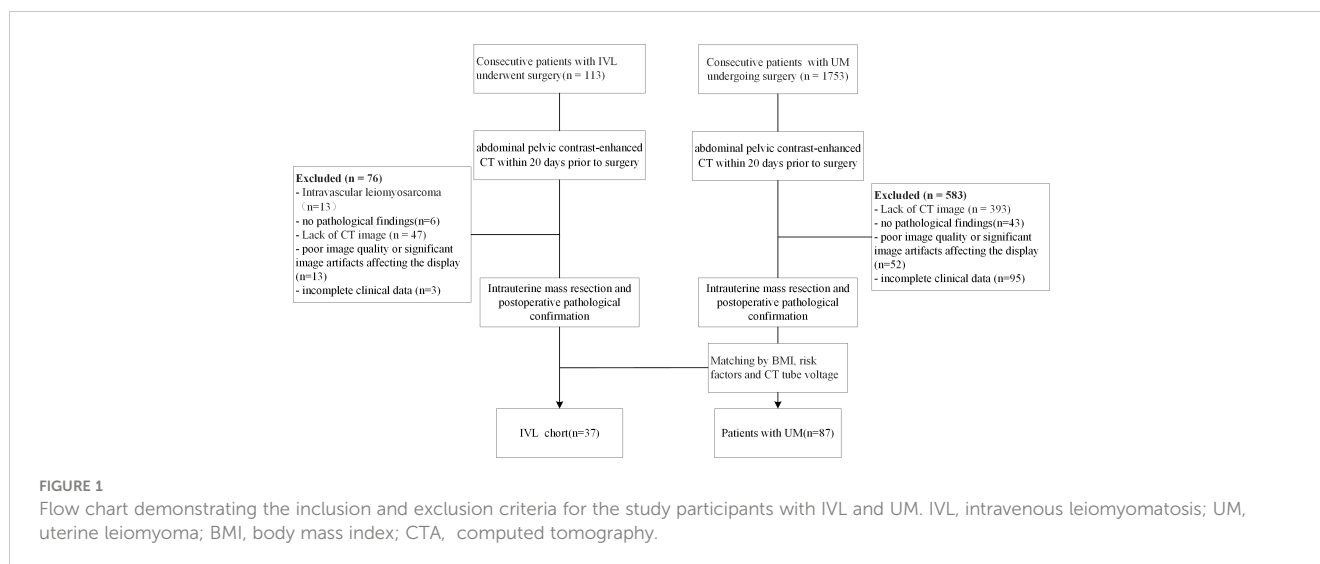 Consecutive patients with IVL
underwent surgery(n = 113)
Consecutive patients  with UM
undergoing surgery (n = 1753)
abdominal pelvic contrast-enhanced
CT within 20 days prior to surgery
abdominal pelvic contrast-enhanced
CT within 20 days prior to surgery
Excluded (n = 76)
- Intravascular leiomyosarcoma
（n=13）
- no pathological findings(n=6)
- Lack of CT image (n = 47)
- poor image quality or significant
image artifacts affecting the display
(n=13)
- incomplete clinical data (n=3)
Excluded (n = 583)
- Lack of CT image (n = 393)
- no pathological findings(n=43)
- poor image quality or significant
image artifacts affecting the display
(n=52)
- incomplete clinical data (n=95)
Intrauterine mass resection and
postoperative pathological
confirmation
Intrauterine mass resection and
postoperative pathological
confirmation
Matching by BMI, risk
factors and CT tube voltage
IVL  chort(n=37)
Patients with UM(n=87)
FIGURE 1
Flow chart demonstrating the inclusion and exclusion criteria for the study participants with IVL and UM. IVL, intravenous leiomyomatosis; UM,
uterine leiomyoma; BMI, body mass index; CTA, computed tomography.